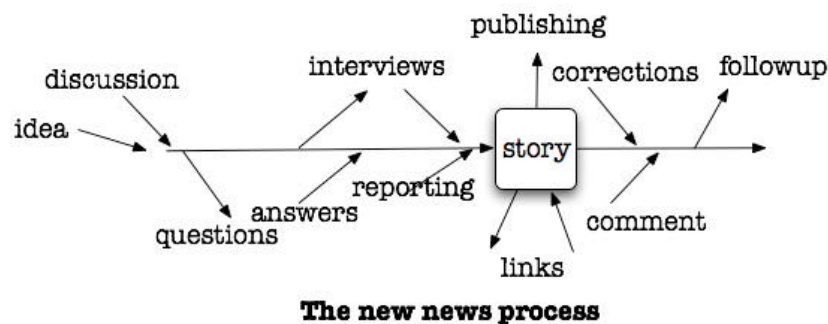 publishing
discussion
interviews
corrections
followup
idea
story
reporting
answers
questions
comment
links
The new news process